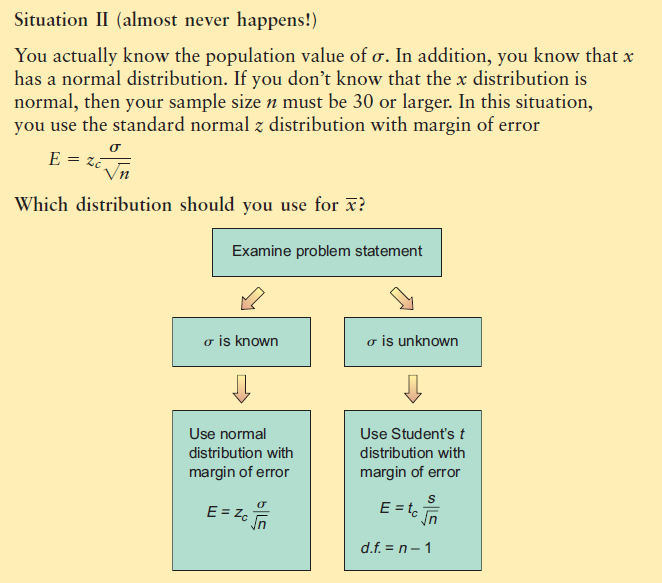 Situation II (almost never happens!)
You actually know the population value of σ. In addition, you know that x
has a normal distribution. If you don’t know that the x distribution is
normal, then your sample size n must be 30 or larger. In this situation,
you use the standard normal z distribution with margin of error
E = z_c σ/√n
Which distribution should you use for x̄?
Examine problem statement
σ is known
σ is unknown
Use normal
distribution with
margin of error
E = z_c σ/√n
Use Student’s t
distribution with
margin of error
E = t_c s/√n
d.f. = n – 1